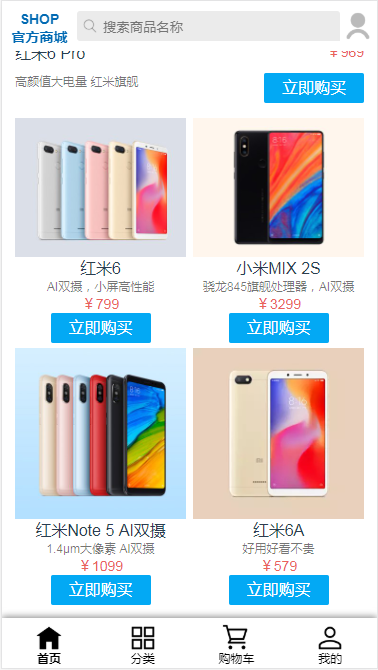 SHOP
官方商城
搜索商品名称
红米6 Pro
￥969
高颜值大电量 红米旗舰
立即购买
红米6
AI双摄，小屏高性能
￥799
立即购买
小米MIX 2S
骁龙845旗舰处理器，AI双摄
￥3299
立即购买
红米Note 5 AI双摄
1.4μm大像素 AI双摄
￥1099
立即购买
红米6A
好用好看不贵
￥579
立即购买
首页
分类
购物车
我的